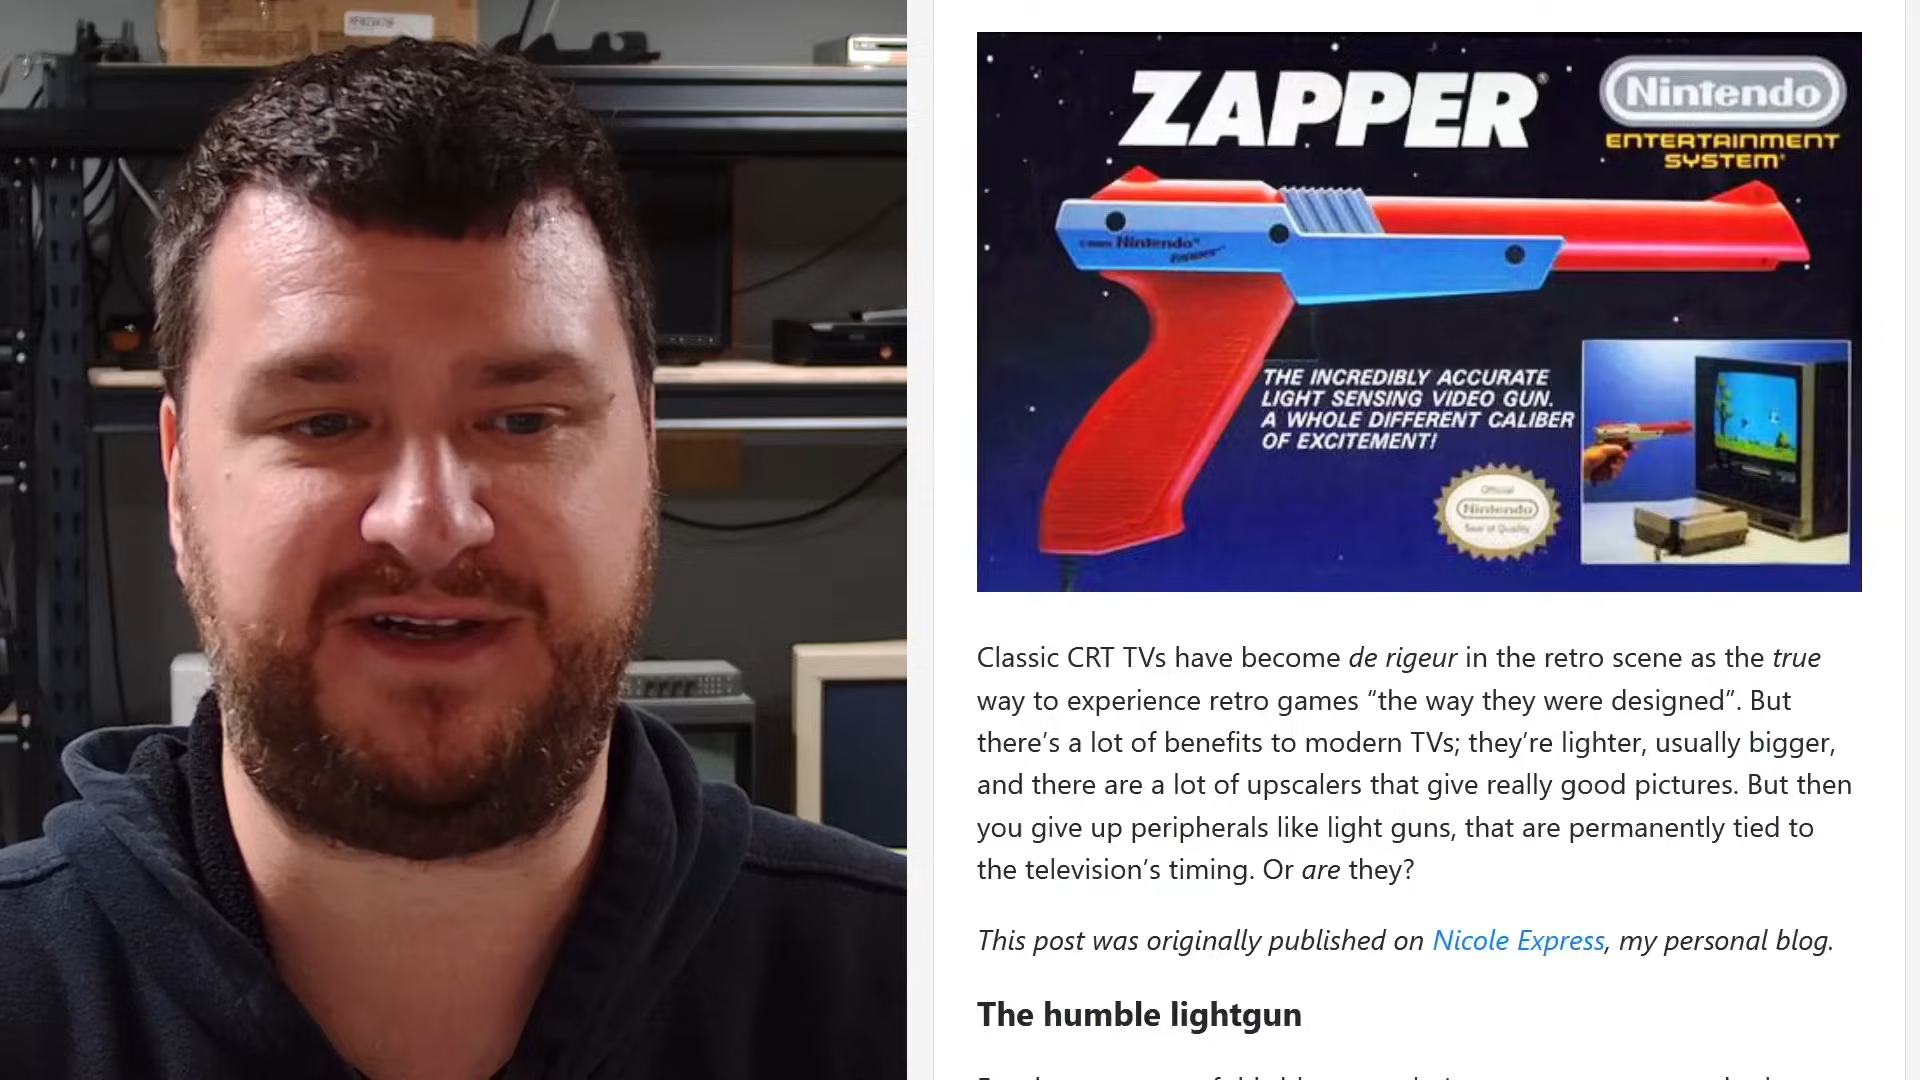 ZAPPER®
Nintendo
ENTERTAINMENT
SYSTEM®
Nintendo®
Zapper™
THE INCREDIBLY ACCURATE
LIGHT SENSING VIDEO GUN.
A WHOLE DIFFERENT CALIBER
OF EXCITEMENT!
Official
Nintendo
Seal of Quality
Classic CRT TVs have become de rigeur in the retro scene as the true
way to experience retro games “the way they were designed”. But
there’s a lot of benefits to modern TVs; they’re lighter, usually bigger,
and there are a lot of upscalers that give really good pictures. But then
you give up peripherals like light guns, that are permanently tied to
the television’s timing. Or are they?
This post was originally published on Nicole Express, my personal blog.
The humble lightgun